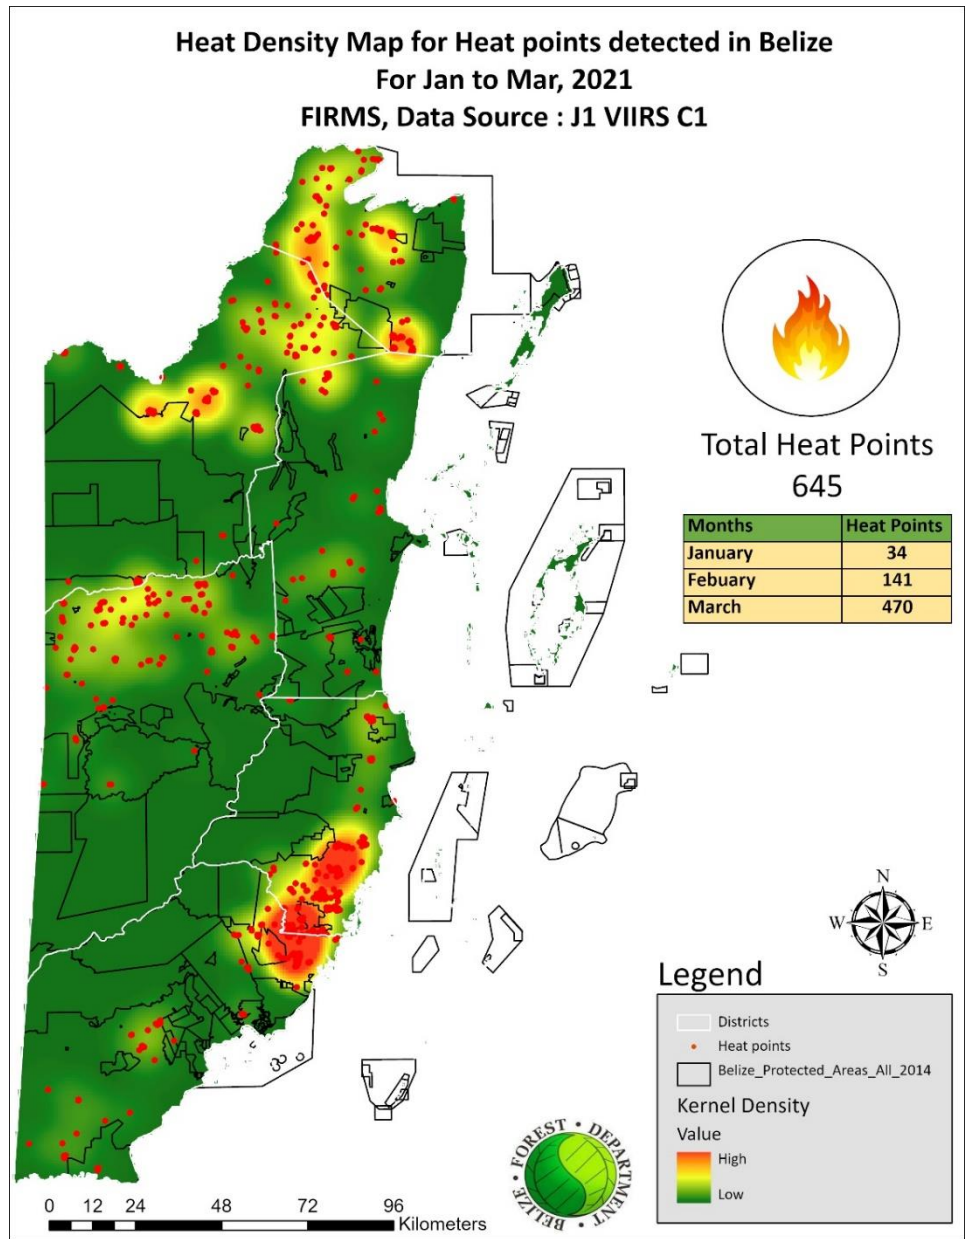 Heat Density Map for Heat points detected in Belize
For Jan to Mar, 2021
FIRMS, Data Source : J1 VIIRS C1
Total Heat Points
645
Months Heat Points
January 34
Febuary 141
March 470
N
W E
S
Legend
Districts
Heat points
Belize_Protected_Areas_All_2014
Kernel Density
Value
High
Low
FOREST • DEPARTMENT • BELIZE •
0 12 24 48 72 96
Kilometers